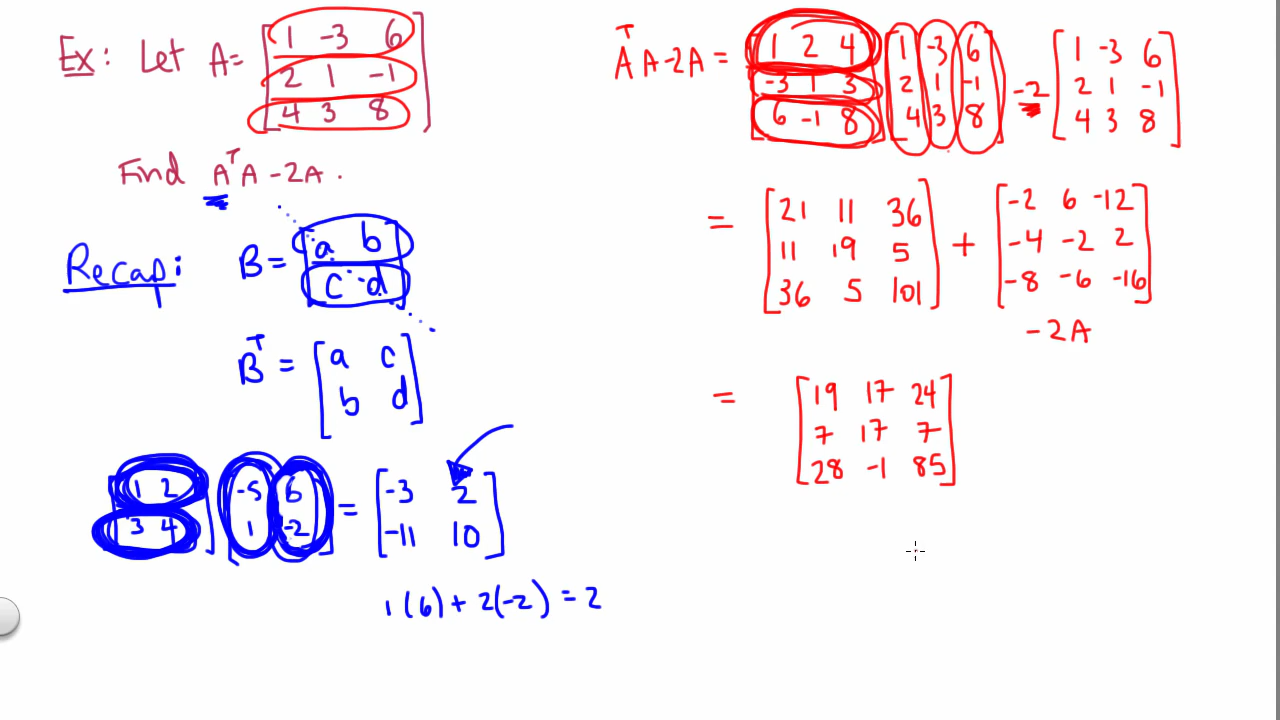 Ex: Let A = [ 1 -3 6
2 1 -1
4 3 8 ]
Find AᵀA - 2A.
Recap:
B = [ a b
c d ]
Bᵀ = [ a c
b d ]
[ 1 2 ] [ -5 6 ] = [ -3 2 ]
[ 3 4 ] [ 1 -2 ] [ -11 10 ]
1(6) + 2(-2) = 2
AᵀA - 2A = [ 1 2 4 ] [ 1 -3 6 ] -2 [ 1 -3 6 ]
[ -3 1 3 ] [ 2 1 -1 ] [ 2 1 -1 ]
[ 6 -1 8 ] [ 4 3 8 ] [ 4 3 8 ]
= [ 21 11 36 ] + [ -2 6 -12 ]
[ 11 19 5 ] [ -4 -2 2 ]
[ 36 5 101 ] [ -8 -6 -16 ]
-2A
= [ 19 17 24 ]
[ 7 17 7 ]
[ 28 -1 85 ]